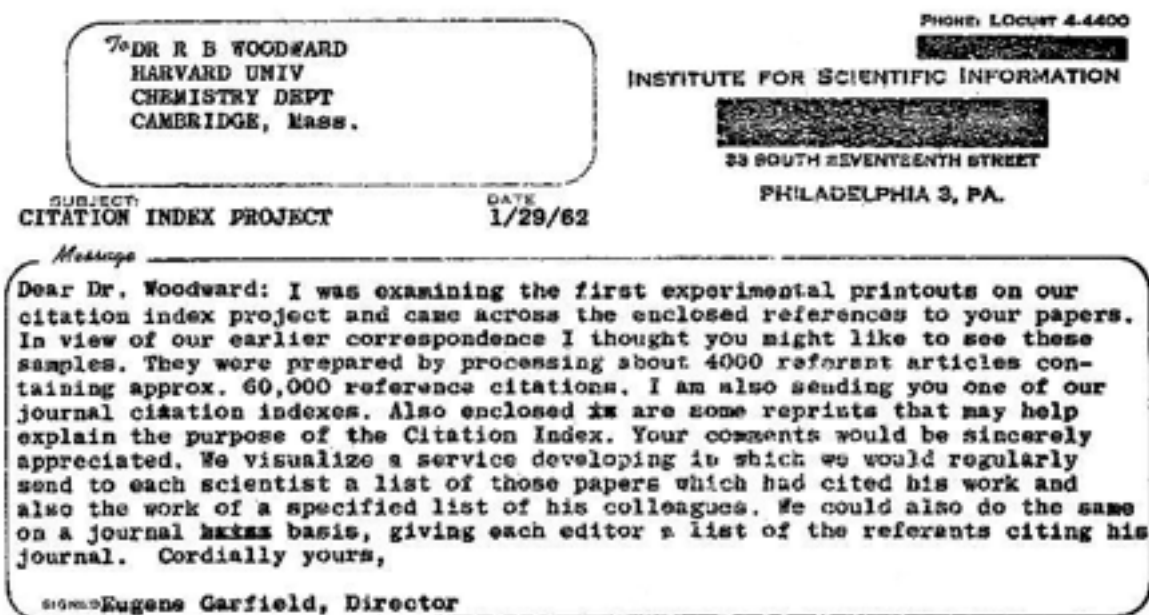 To DR R B WOODWARD
HARVARD UNIV
CHEMISTRY DEPT
CAMBRIDGE, Mass.
PHONE: LOCUST 4-4400
INSTITUTE FOR SCIENTIFIC INFORMATION
33 SOUTH SEVENTEENTH STREET
PHILADELPHIA 3, PA.
SUBJECT:
CITATION INDEX PROJECT
DATE
1/29/62
Message
Dear Dr. Woodward: I was examining the first experimental printouts on our
citation index project and came across the enclosed references to your papers.
In view of our earlier correspondence I thought you might like to see these
samples. They were prepared by processing about 4000 referent articles con-
taining approx. 60,000 reference citations. I am also sending you one of our
journal citation indexes. Also enclosed are some reprints that may help
explain the purpose of the Citation Index. Your comments would be sincerely
appreciated. We visualize a service developing in which we would regularly
send to each scientist a list of those papers which had cited his work and
also the work of a specified list of his colleagues. We could also do the same
on a journal basis, giving each editor a list of the referents citing his
journal. Cordially yours,
SIGNED Eugene Garfield, Director